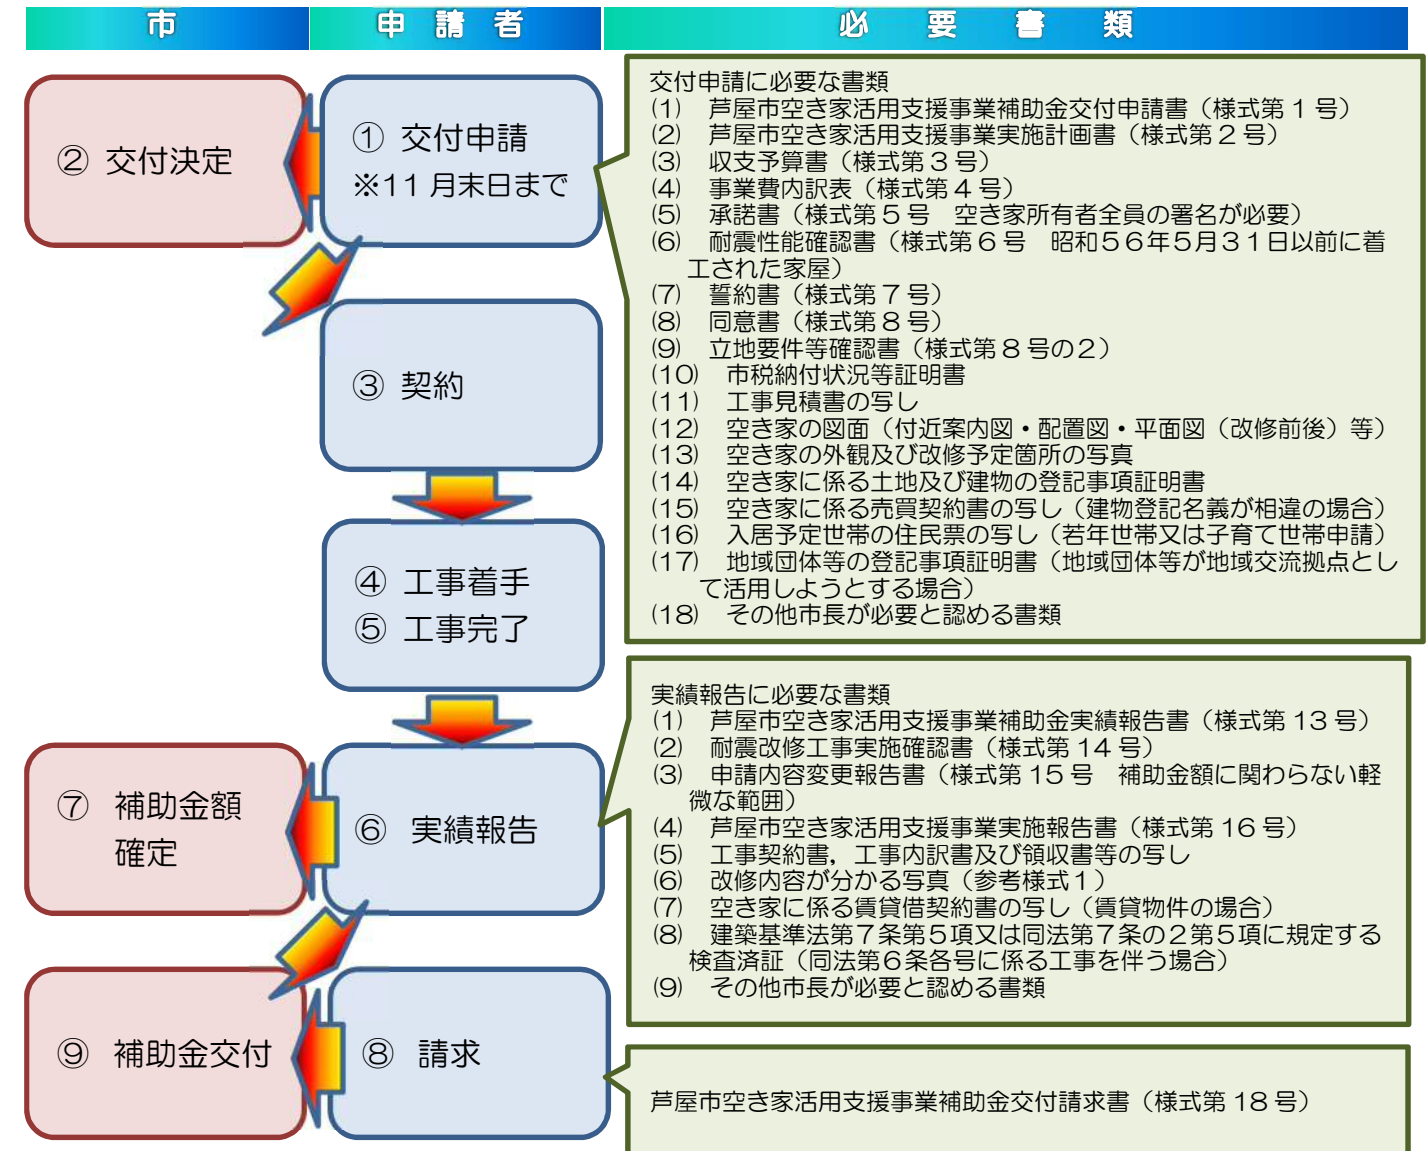 市
申請者
必要書類
② 交付決定
① 交付申請
※11月末日まで
③ 契約
④ 工事着手
⑤ 工事完了
⑦ 補助金額
確定
⑥ 実績報告
⑨ 補助金交付
⑧ 請求
交付申請に必要な書類
(1) 芦屋市空き家活用支援事業補助金交付申請書（様式第１号）
(2) 芦屋市空き家活用支援事業実施計画書（様式第２号）
(3) 収支予算書（様式第３号）
(4) 事業費内訳表（様式第４号）
(5) 承諾書（様式第５号　空き家所有者全員の署名が必要）
(6) 耐震性能確認書（様式第６号　昭和５６年５月３１日以前に着
工された家屋）
(7) 誓約書（様式第７号）
(8) 同意書（様式第８号）
(9) 立地要件等確認書（様式第８号の２）
(10) 市税納付状況等証明書
(11) 工事見積書の写し
(12) 空き家の図面（付近案内図・配置図・平面図（改修前後）等）
(13) 空き家の外観及び改修予定箇所の写真
(14) 空き家に係る土地及び建物の登記事項証明書
(15) 空き家に係る売買契約書の写し（建物登記名義が相違の場合）
(16) 入居予定世帯の住民票の写し（若年世帯又は子育て世帯申請）
(17) 地域団体等の登記事項証明書（地域団体等が地域交流拠点とし
て活用しようとする場合）
(18) その他市長が必要と認める書類
実績報告に必要な書類
(1) 芦屋市空き家活用支援事業補助金実績報告書（様式第13号）
(2) 耐震改修工事実施確認書（様式第14号）
(3) 申請内容変更報告書（様式第15号　補助金額に関わらない軽
微な範囲）
(4) 芦屋市空き家活用支援事業実施報告書（様式第16号）
(5) 工事契約書，工事内訳書及び領収書等の写し
(6) 改修内容が分かる写真（参考様式１）
(7) 空き家に係る賃貸借契約書の写し（賃貸物件の場合）
(8) 建築基準法第７条第５項又は同法第７条の２第５項に規定する
検査済証（同法第６条各号に係る工事を伴う場合）
(9) その他市長が必要と認める書類
芦屋市空き家活用支援事業補助金交付請求書（様式第18号）